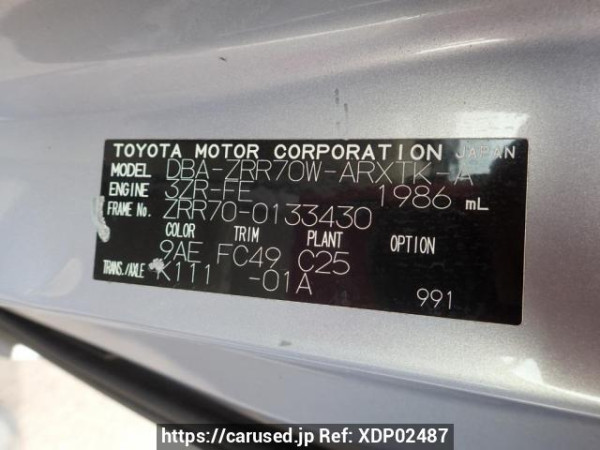 TOYOTA MOTOR CORPORATION JAPAN
MODEL DBA-ZRR70W-ARXTK-A
ENGINE 3ZR-FE 1986 mL
FRAME No. ZRR70-0133430
COLOR TRIM PLANT OPTION
9AE FC49 C25
TRANS./AXLE K111 -01A
991
https://carused.jp Ref: XDP02487